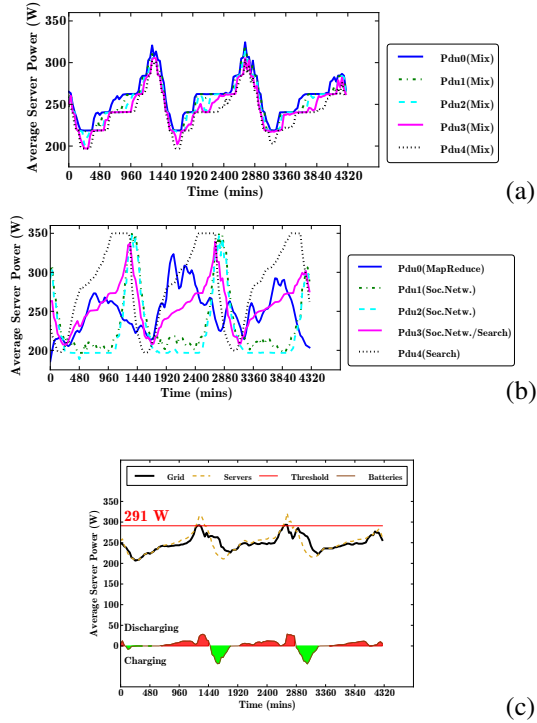 350
300
250
200
Average Server Power (W)
0 480 960 1440 1920 2400 2880 3360 3840 4320
Time (mins)
Pdu0(Mix)
Pdu1(Mix)
Pdu2(Mix)
Pdu3(Mix)
Pdu4(Mix)
(a)
350
300
250
200
Average Server Power (W)
0 480 960 1440 1920 2400 2880 3360 3840 4320
Time (mins)
Pdu0(MapReduce)
Pdu1(Soc.Netw.)
Pdu2(Soc.Netw.)
Pdu3(Soc.Netw./Search)
Pdu4(Search)
(b)
Grid Servers Threshold Batteries
291 W
350
300
250
200
150
100
50
0
Average Server Power (W)
Discharging
Charging
0 480 960 1440 1920 2400 2880 3360 3840 4320
Time (mins)
(c)